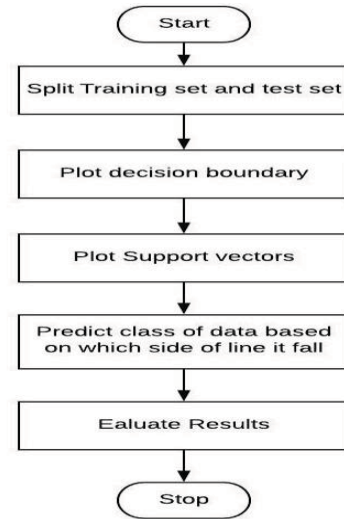 Start
Split Training set and test set
Plot decision boundary
Plot Support vectors
Predict class of data based
on which side of line it fall
Ealuate Results
Stop